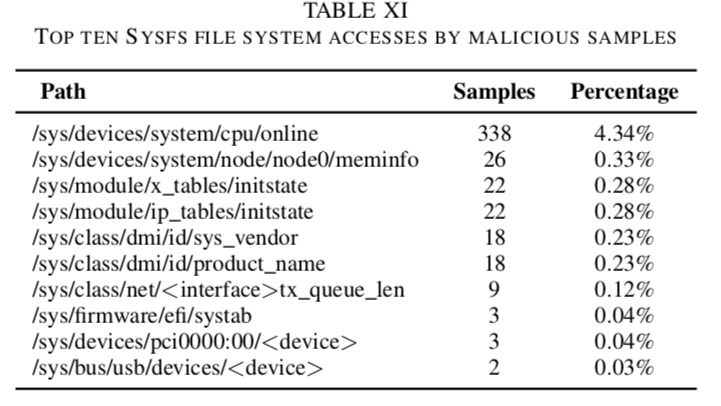 TABLE XI
TOP TEN SYSFS FILE SYSTEM ACCESSES BY MALICIOUS SAMPLES
Path Samples Percentage
/sys/devices/system/cpu/online 338 4.34%
/sys/devices/system/node/node0/meminfo 26 0.33%
/sys/module/x_tables/initstate 22 0.28%
/sys/module/ip_tables/initstate 22 0.28%
/sys/class/dmi/id/sys_vendor 18 0.23%
/sys/class/dmi/id/product_name 18 0.23%
/sys/class/net/<interface>tx_queue_len 9 0.12%
/sys/firmware/efi/systab 3 0.04%
/sys/devices/pci0000:00/<device> 3 0.04%
/sys/bus/usb/devices/<device> 2 0.03%